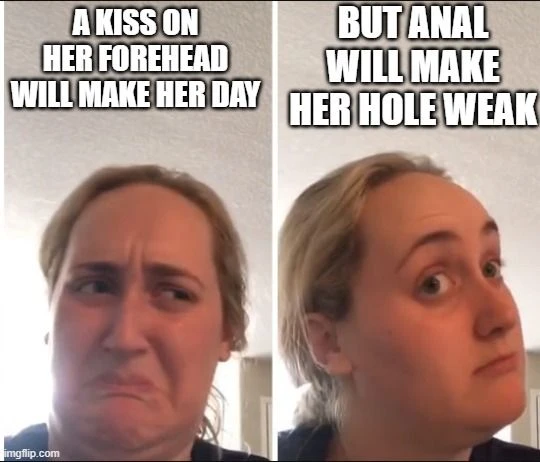 A KISS ON
HER FOREHEAD
WILL MAKE HER DAY
BUT ANAL
WILL MAKE
HER HOLE WEAK
imgflip.com